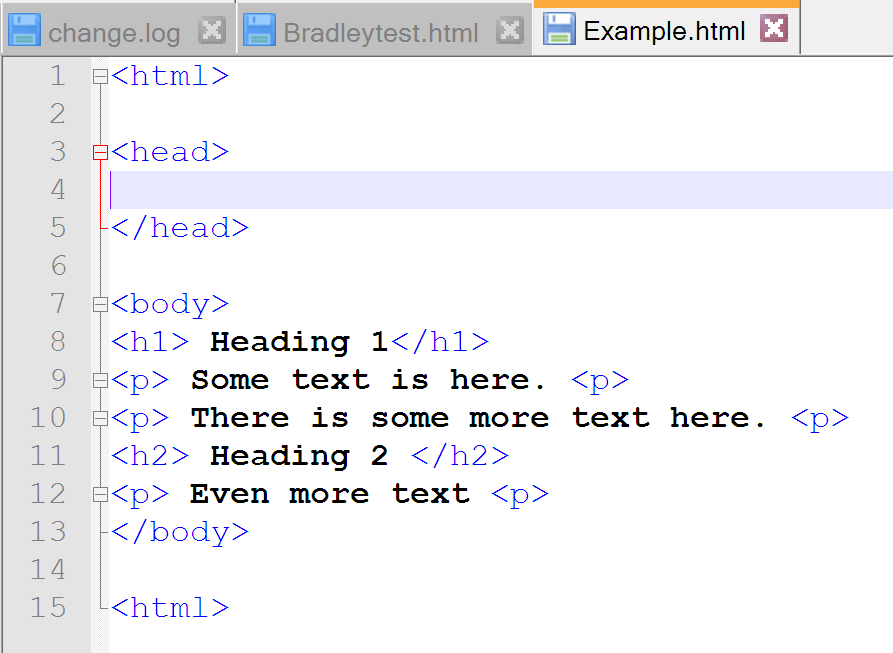 change.log Bradleytest.html Example.html
1 <html>
2
3 <head>
4
5 </head>
6
7 <body>
8 <h1> Heading 1</h1>
9 <p> Some text is here. <p>
10 <p> There is some more text here. <p>
11 <h2> Heading 2 </h2>
12 <p> Even more text <p>
13 </body>
14
15 <html>